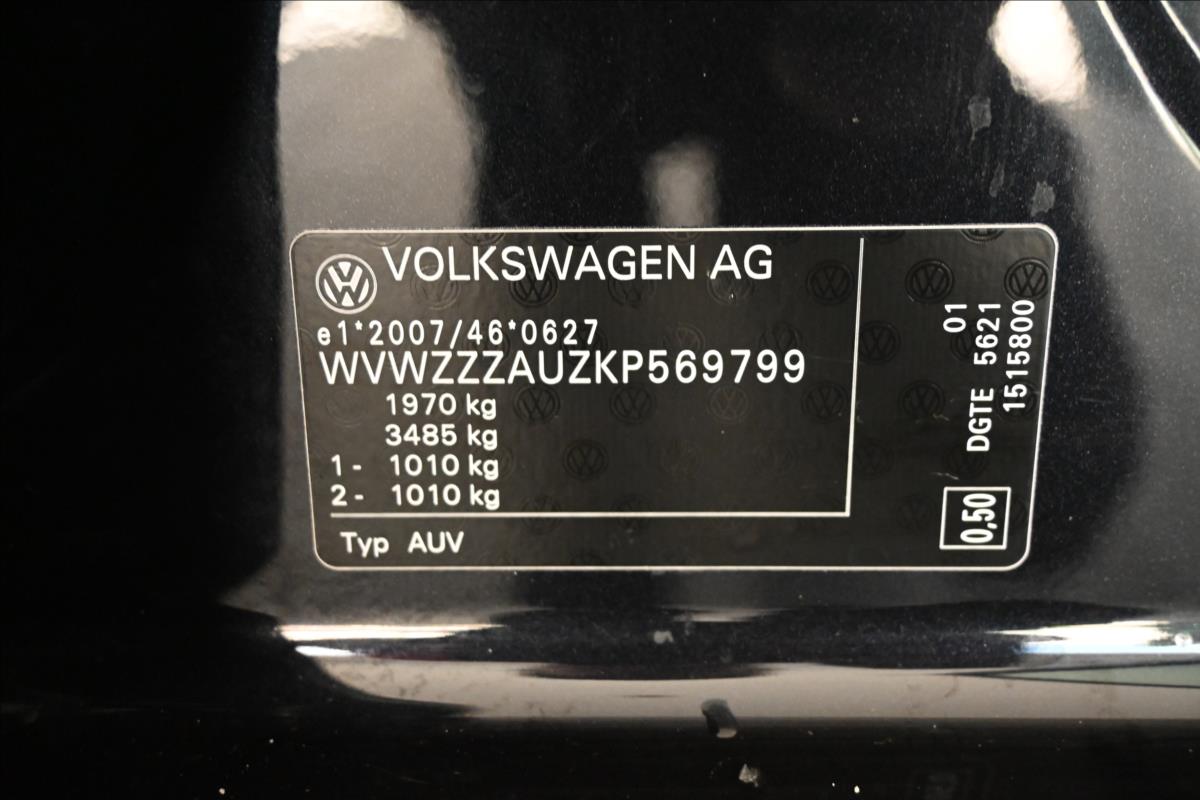 VOLKSWAGEN AG
e1*2007/46*0627
WVWZZZAUZKP569799
1970 kg
3485 kg
1- 1010 kg
2- 1010 kg
Typ AUV
01
DGTE 5621
1515800
0,50